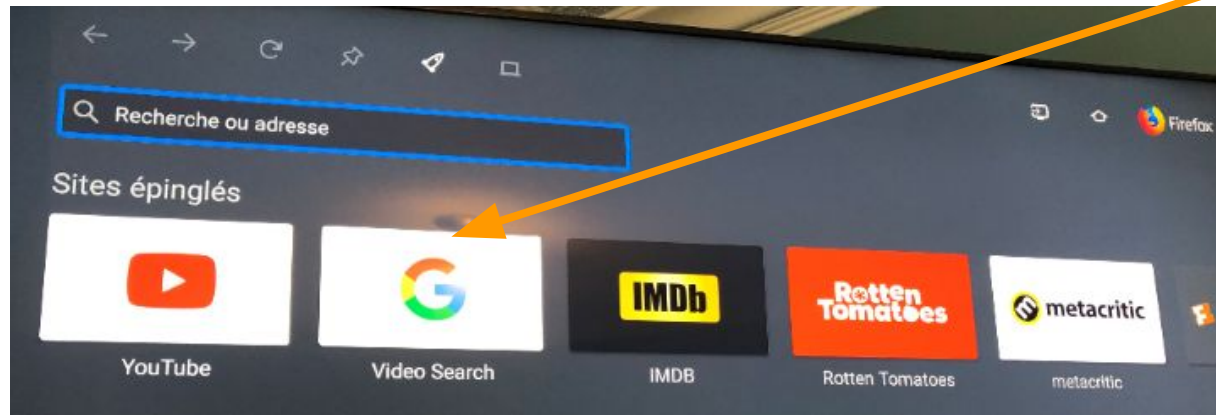 Recherche ou adresse
Firefox
Sites épinglés
IMDb
Rotten
Tomatoes
metacritic
YouTube
Video Search
IMDB
Rotten Tomatoes
metacritic